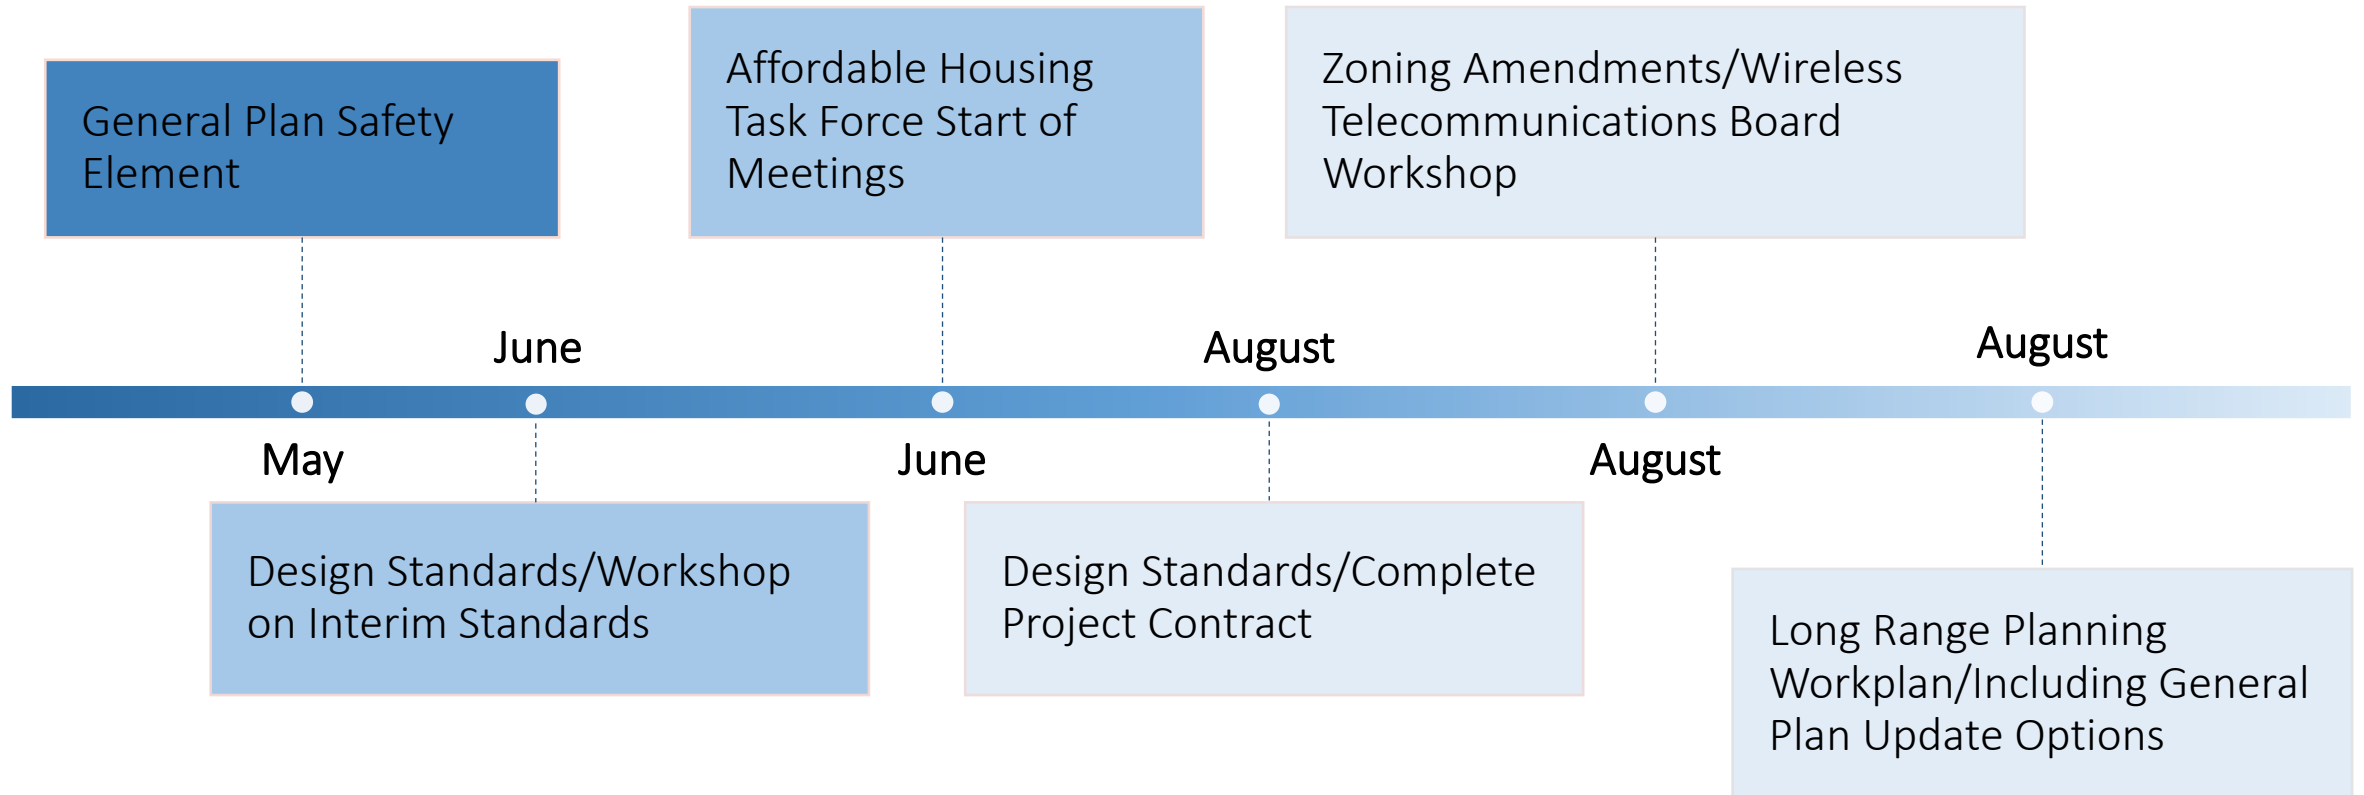 General Plan Safety
Element
Affordable Housing
Task Force Start of
Meetings
Zoning Amendments/Wireless
Telecommunications Board
Workshop
June
August
August
May
June
August
Design Standards/Workshop
on Interim Standards
Design Standards/Complete
Project Contract
Long Range Planning
Workplan/Including General
Plan Update Options